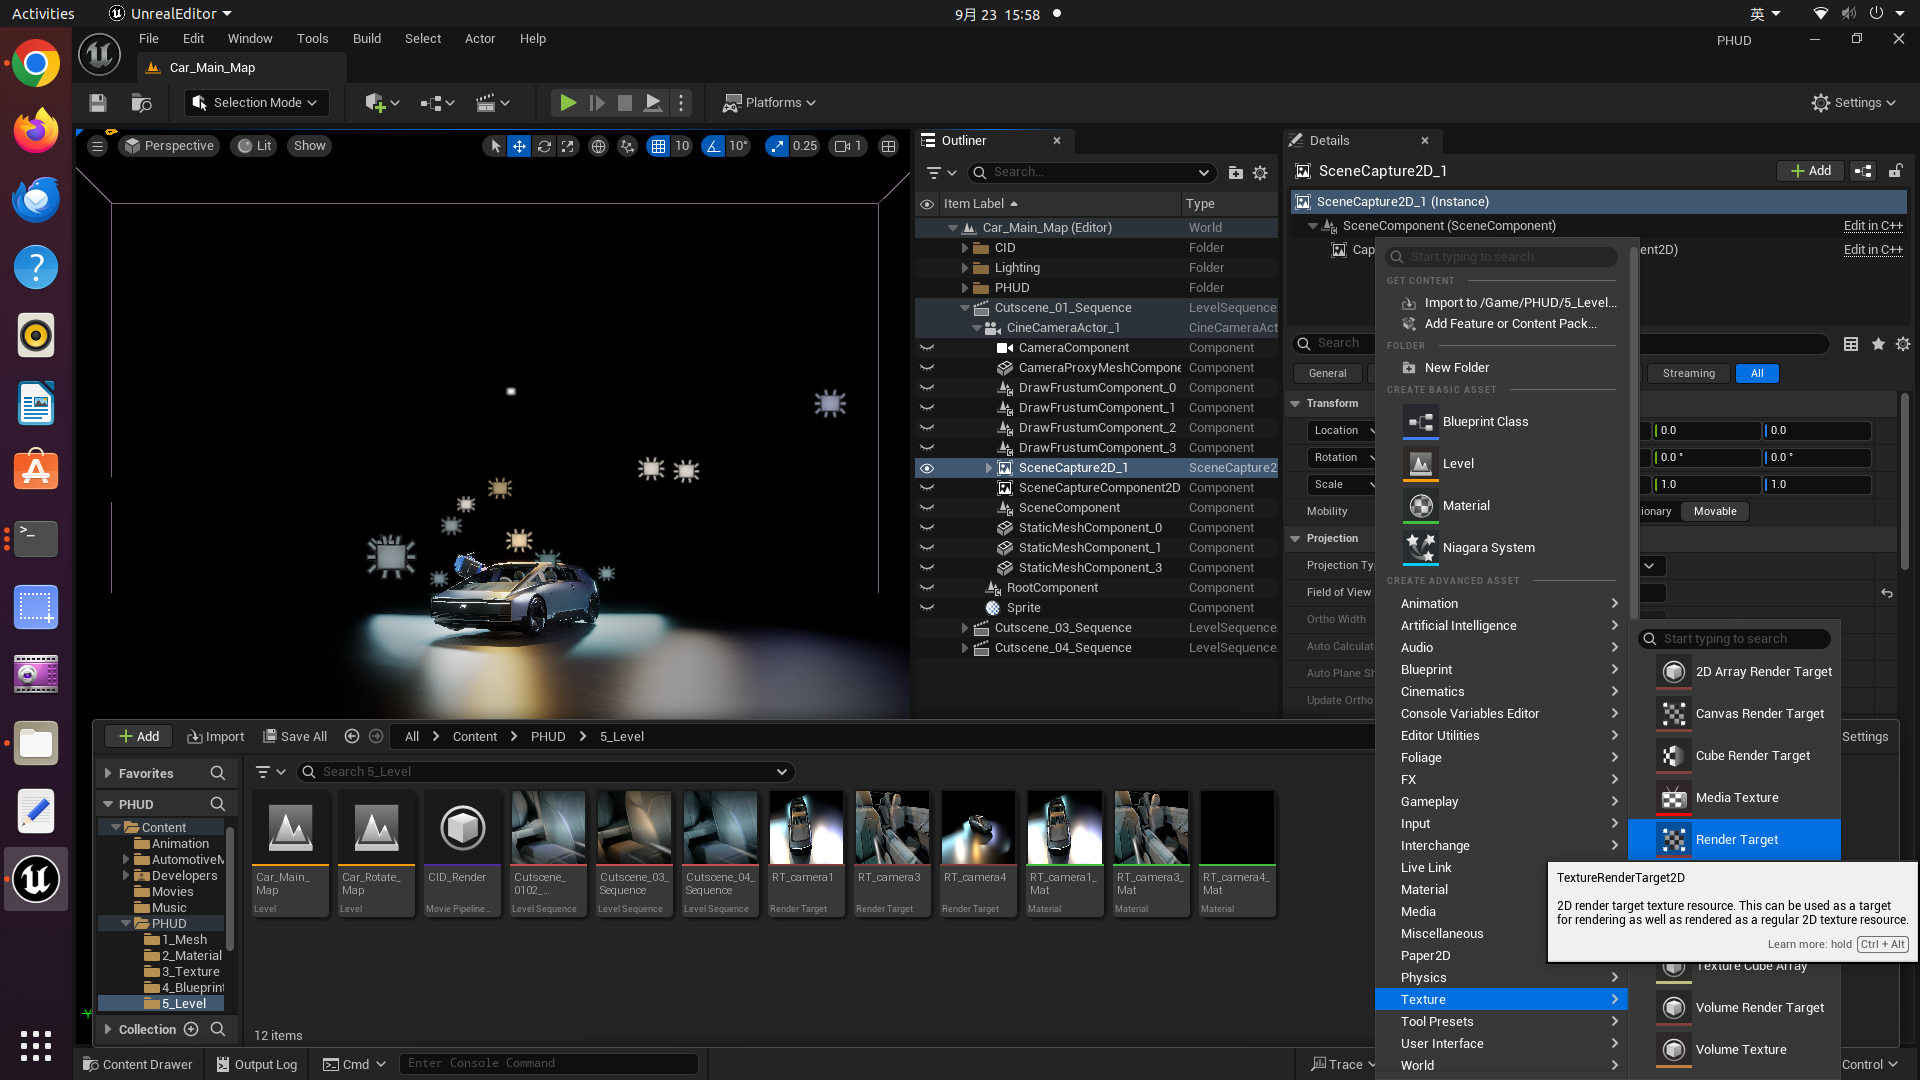 Activities
UnrealEditor
9月 23 15:58
英
File Edit Window Tools Build Select Actor Help
PHUD
Car_Main_Map
Selection Mode
Platforms
Settings
Perspective
Lit
Show
10
10°
0.25
1
Outliner
Search...
Item Label
Type
Car_Main_Map (Editor) World
CID Folder
Lighting Folder
PHUD Folder
Cutscene_01_Sequence LevelSequence
CineCameraActor_1 CineCameraAct
CameraComponent Component
CameraProxyMeshCompone Component
DrawFrustumComponent_0 Component
DrawFrustumComponent_1 Component
DrawFrustumComponent_2 Component
DrawFrustumComponent_3 Component
SceneCapture2D_1 SceneCapture2
SceneCaptureComponent2D Component
SceneComponent Component
StaticMeshComponent_0 Component
StaticMeshComponent_1 Component
StaticMeshComponent_3 Component
RootComponent Component
Sprite Component
Cutscene_03_Sequence LevelSequence
Cutscene_04_Sequence LevelSequence
Details
SceneCapture2D_1
Add
SceneCapture2D_1 (Instance)
SceneComponent (SceneComponent) Edit in C++
Cap ent2D) Edit in C++
Search
General
Streaming
All
Transform
Location 0.0 0.0
Rotation 0.0 ° 0.0 °
Scale 1.0 1.0
Mobility ionary Movable
Projection
Projection Ty
Field of View
Ortho Width
Auto Calculat
Auto Plane Sh
Update Ortho
Start typing to search
GET CONTENT
Import to /Game/PHUD/5_Level...
Add Feature or Content Pack...
FOLDER
New Folder
CREATE BASIC ASSET
Blueprint Class
Level
Material
Niagara System
CREATE ADVANCED ASSET
Animation
Artificial Intelligence
Audio
Blueprint
Cinematics
Console Variables Editor
Editor Utilities
Foliage
FX
Gameplay
Input
Interchange
Live Link
Material
Media
Miscellaneous
Paper2D
Physics
Texture
Tool Presets
User Interface
World
Start typing to search
2D Array Render Target
Canvas Render Target
Cube Render Target
Media Texture
Render Target
TextureRenderTarget2D
2D render target texture resource. This can be used as a target
for rendering as well as rendered as a regular 2D texture resource.
Learn more: hold Ctrl + Alt
Texture Cube Array
Volume Render Target
Volume Texture
Add
Import
Save All
All
Content
PHUD
5_Level
Settings
Favorites
Search 5_Level
PHUD
Content
Animation
AutomotiveM
Developers
Movies
Music
PHUD
1_Mesh
2_Material
3_Texture
4_Blueprint
5_Level
Collection
Car_Main_
Map
Level
Car_Rotate_
Map
Level
CID_Render
Movie Pipeline...
Cutscene_
0102_...
Level Sequence
Cutscene_03_
Sequence
Level Sequence
Cutscene_04_
Sequence
Level Sequence
RT_camera1
Render Target
RT_camera3
Render Target
RT_camera4
Render Target
RT_camera1_
Mat
Material
RT_camera3_
Mat
Material
RT_camera4_
Mat
Material
12 items
Content Drawer
Output Log
Cmd
Enter Console Command
Trace
Control